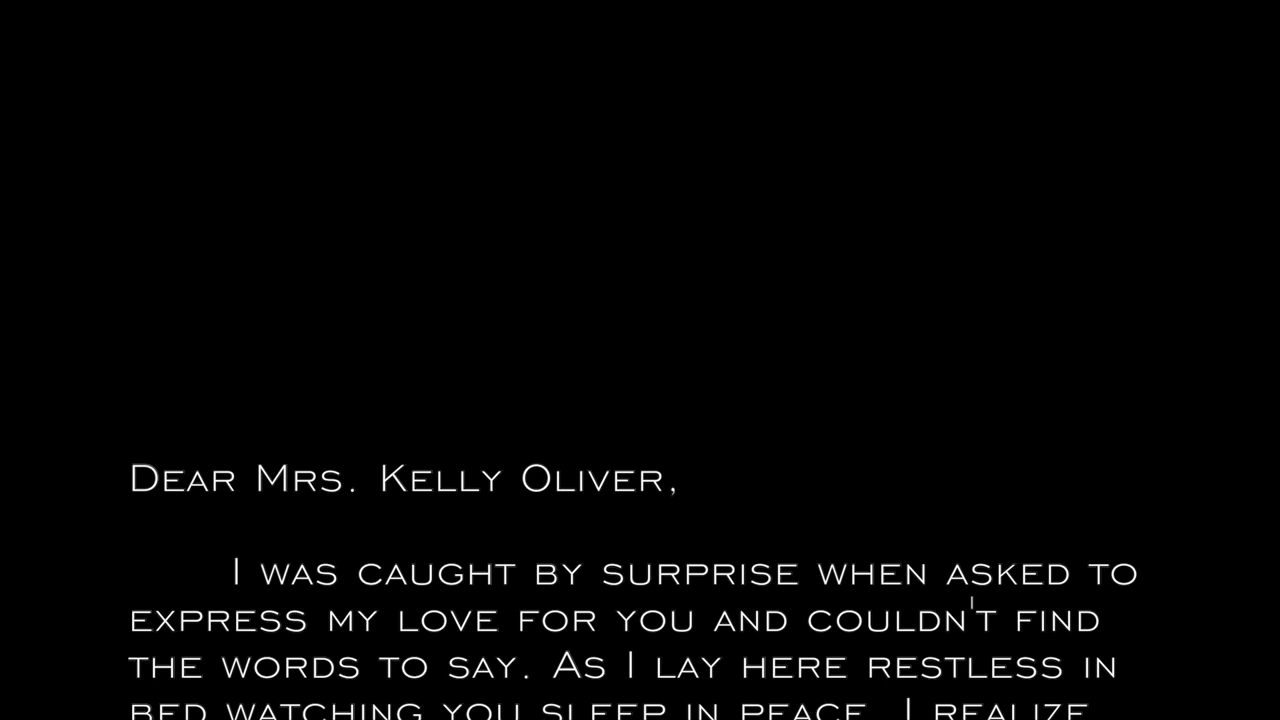 Dear Mrs. Kelly Oliver,
I was caught by surprise when asked to
express my love for you and couldn't find
the words to say. As I lay here restless in
bed watching you sleep in peace, I realize